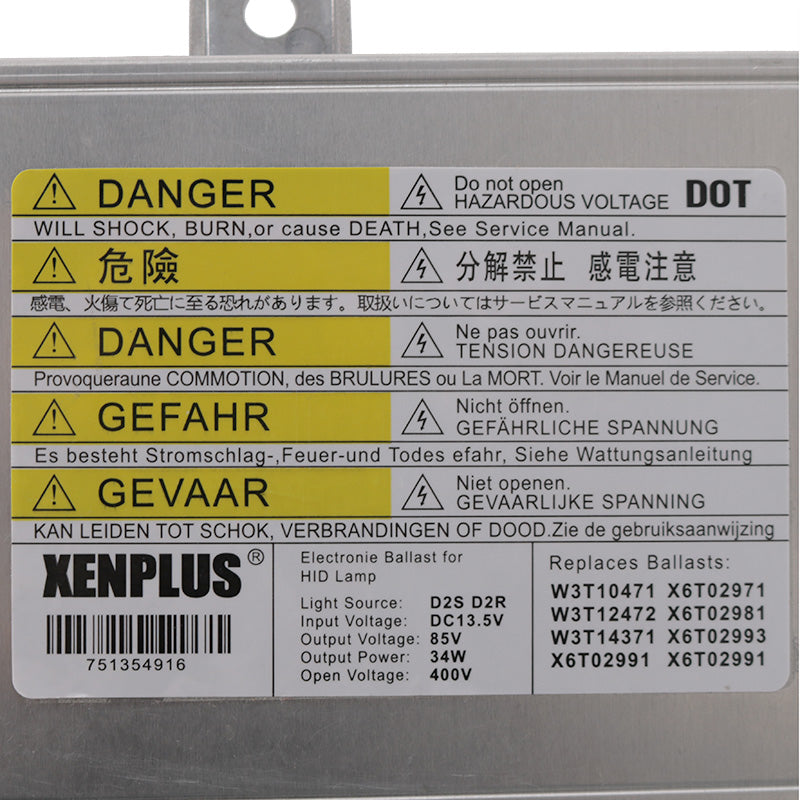 DANGER Do not open DOT
HAZARDOUS VOLTAGE
WILL SHOCK, BURN,or cause DEATH,See Service Manual.
危險 分解禁止 感電注意
感電、火傷て死亡に至る恐れがあります。取扱いについてはサービスマニュアルを参照ください。
DANGER Ne pas ouvrir.
TENSION DANGEREUSE
Provoqueraune COMMOTION, des BRULURES ou La MORT. Voir le Manuel de Service.
GEFAHR Nicht öffnen.
GEFÄHRLICHE SPANNUNG
Es besteht Stromschlag-,Feuer-und Todes efahr, Siehe Wattungsanleitung
GEVAAR Niet openen.
GEVAARLIJKE SPANNING
KAN LEIDEN TOT SCHOK, VERBRANDINGEN OF DOOD.Zie de gebruiksaanwijzing
XENPLUS®
751354916
Electronie Ballast for
HID Lamp
Light Source: D2S D2R
Input Voltage: DC13.5V
Output Voltage: 85V
Output Power: 34W
Open Voltage: 400V
Replaces Ballasts:
W3T10471 X6T02971
W3T12472 X6T02981
W3T14371 X6T02993
X6T02991 X6T02991